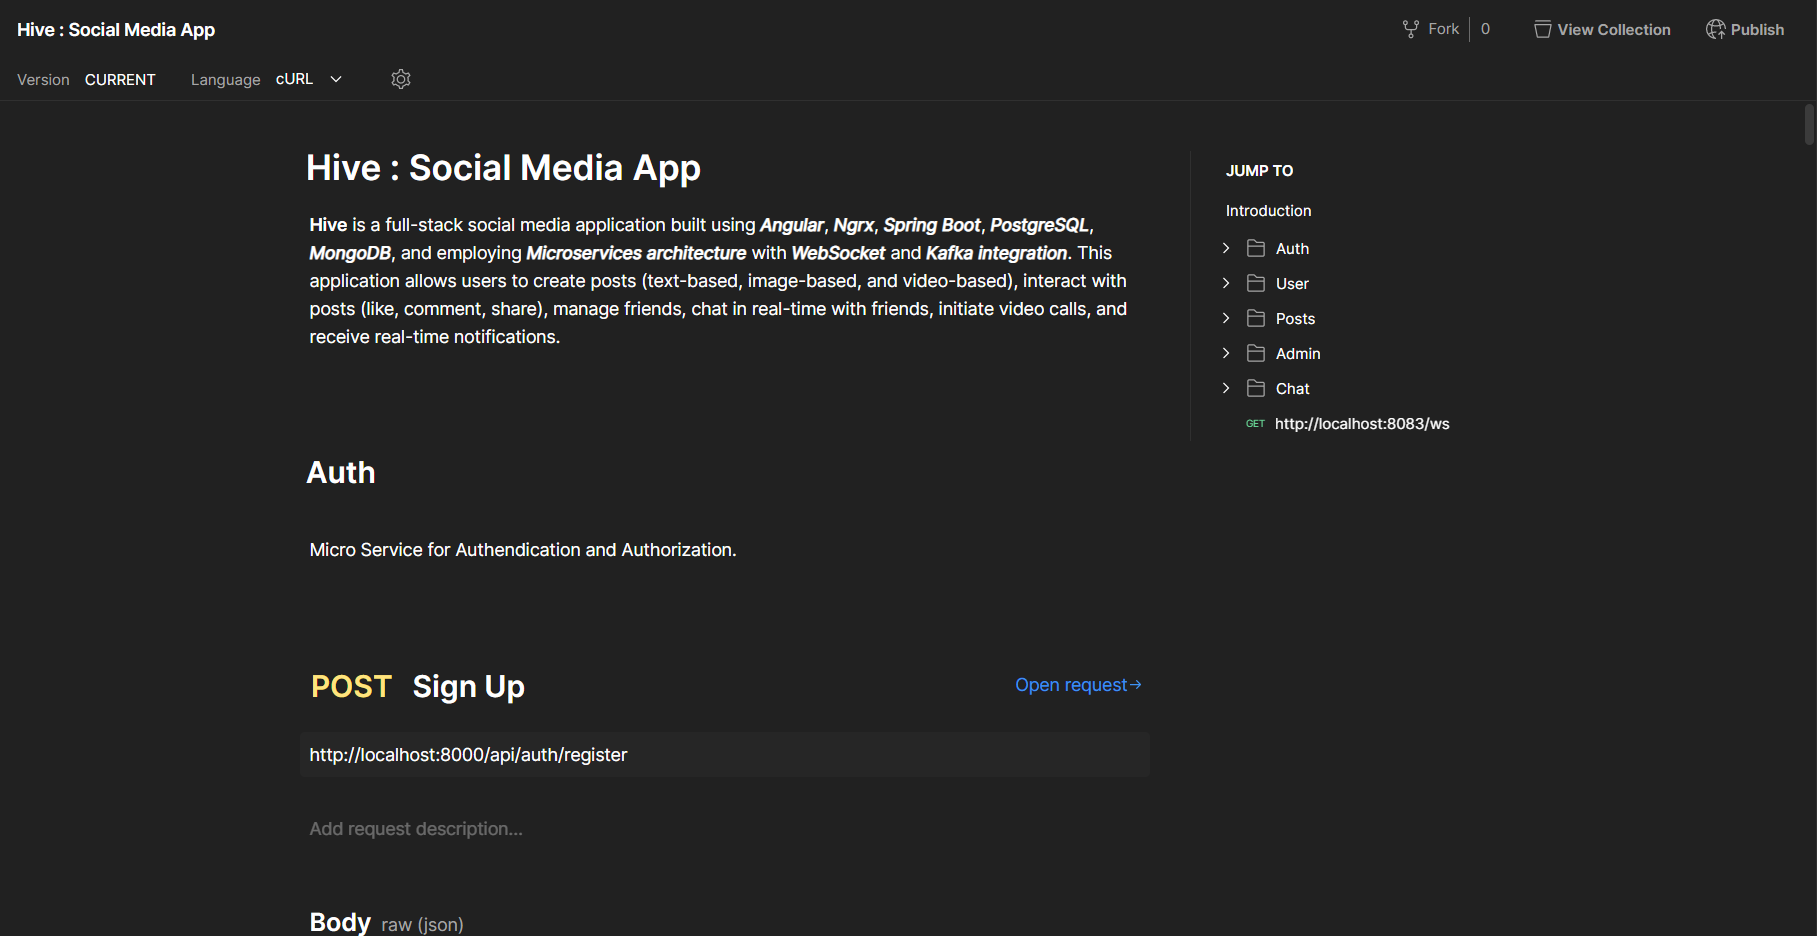 Hive : Social Media App
Fork 0 View Collection Publish
Version CURRENT Language cURL
Hive : Social Media App
Hive is a full-stack social media application built using Angular, Ngrx, Spring Boot, PostgreSQL,
MongoDB, and employing Microservices architecture with WebSocket and Kafka integration. This
application allows users to create posts (text-based, image-based, and video-based), interact with
posts (like, comment, share), manage friends, chat in real-time with friends, initiate video calls, and
receive real-time notifications.
Auth
Micro Service for Authendication and Authorization.
POST Sign Up
Open request→
http://localhost:8000/api/auth/register
Add request description...
Body raw (json)
JUMP TO
Introduction
Auth
User
Posts
Admin
Chat
GET http://localhost:8083/ws